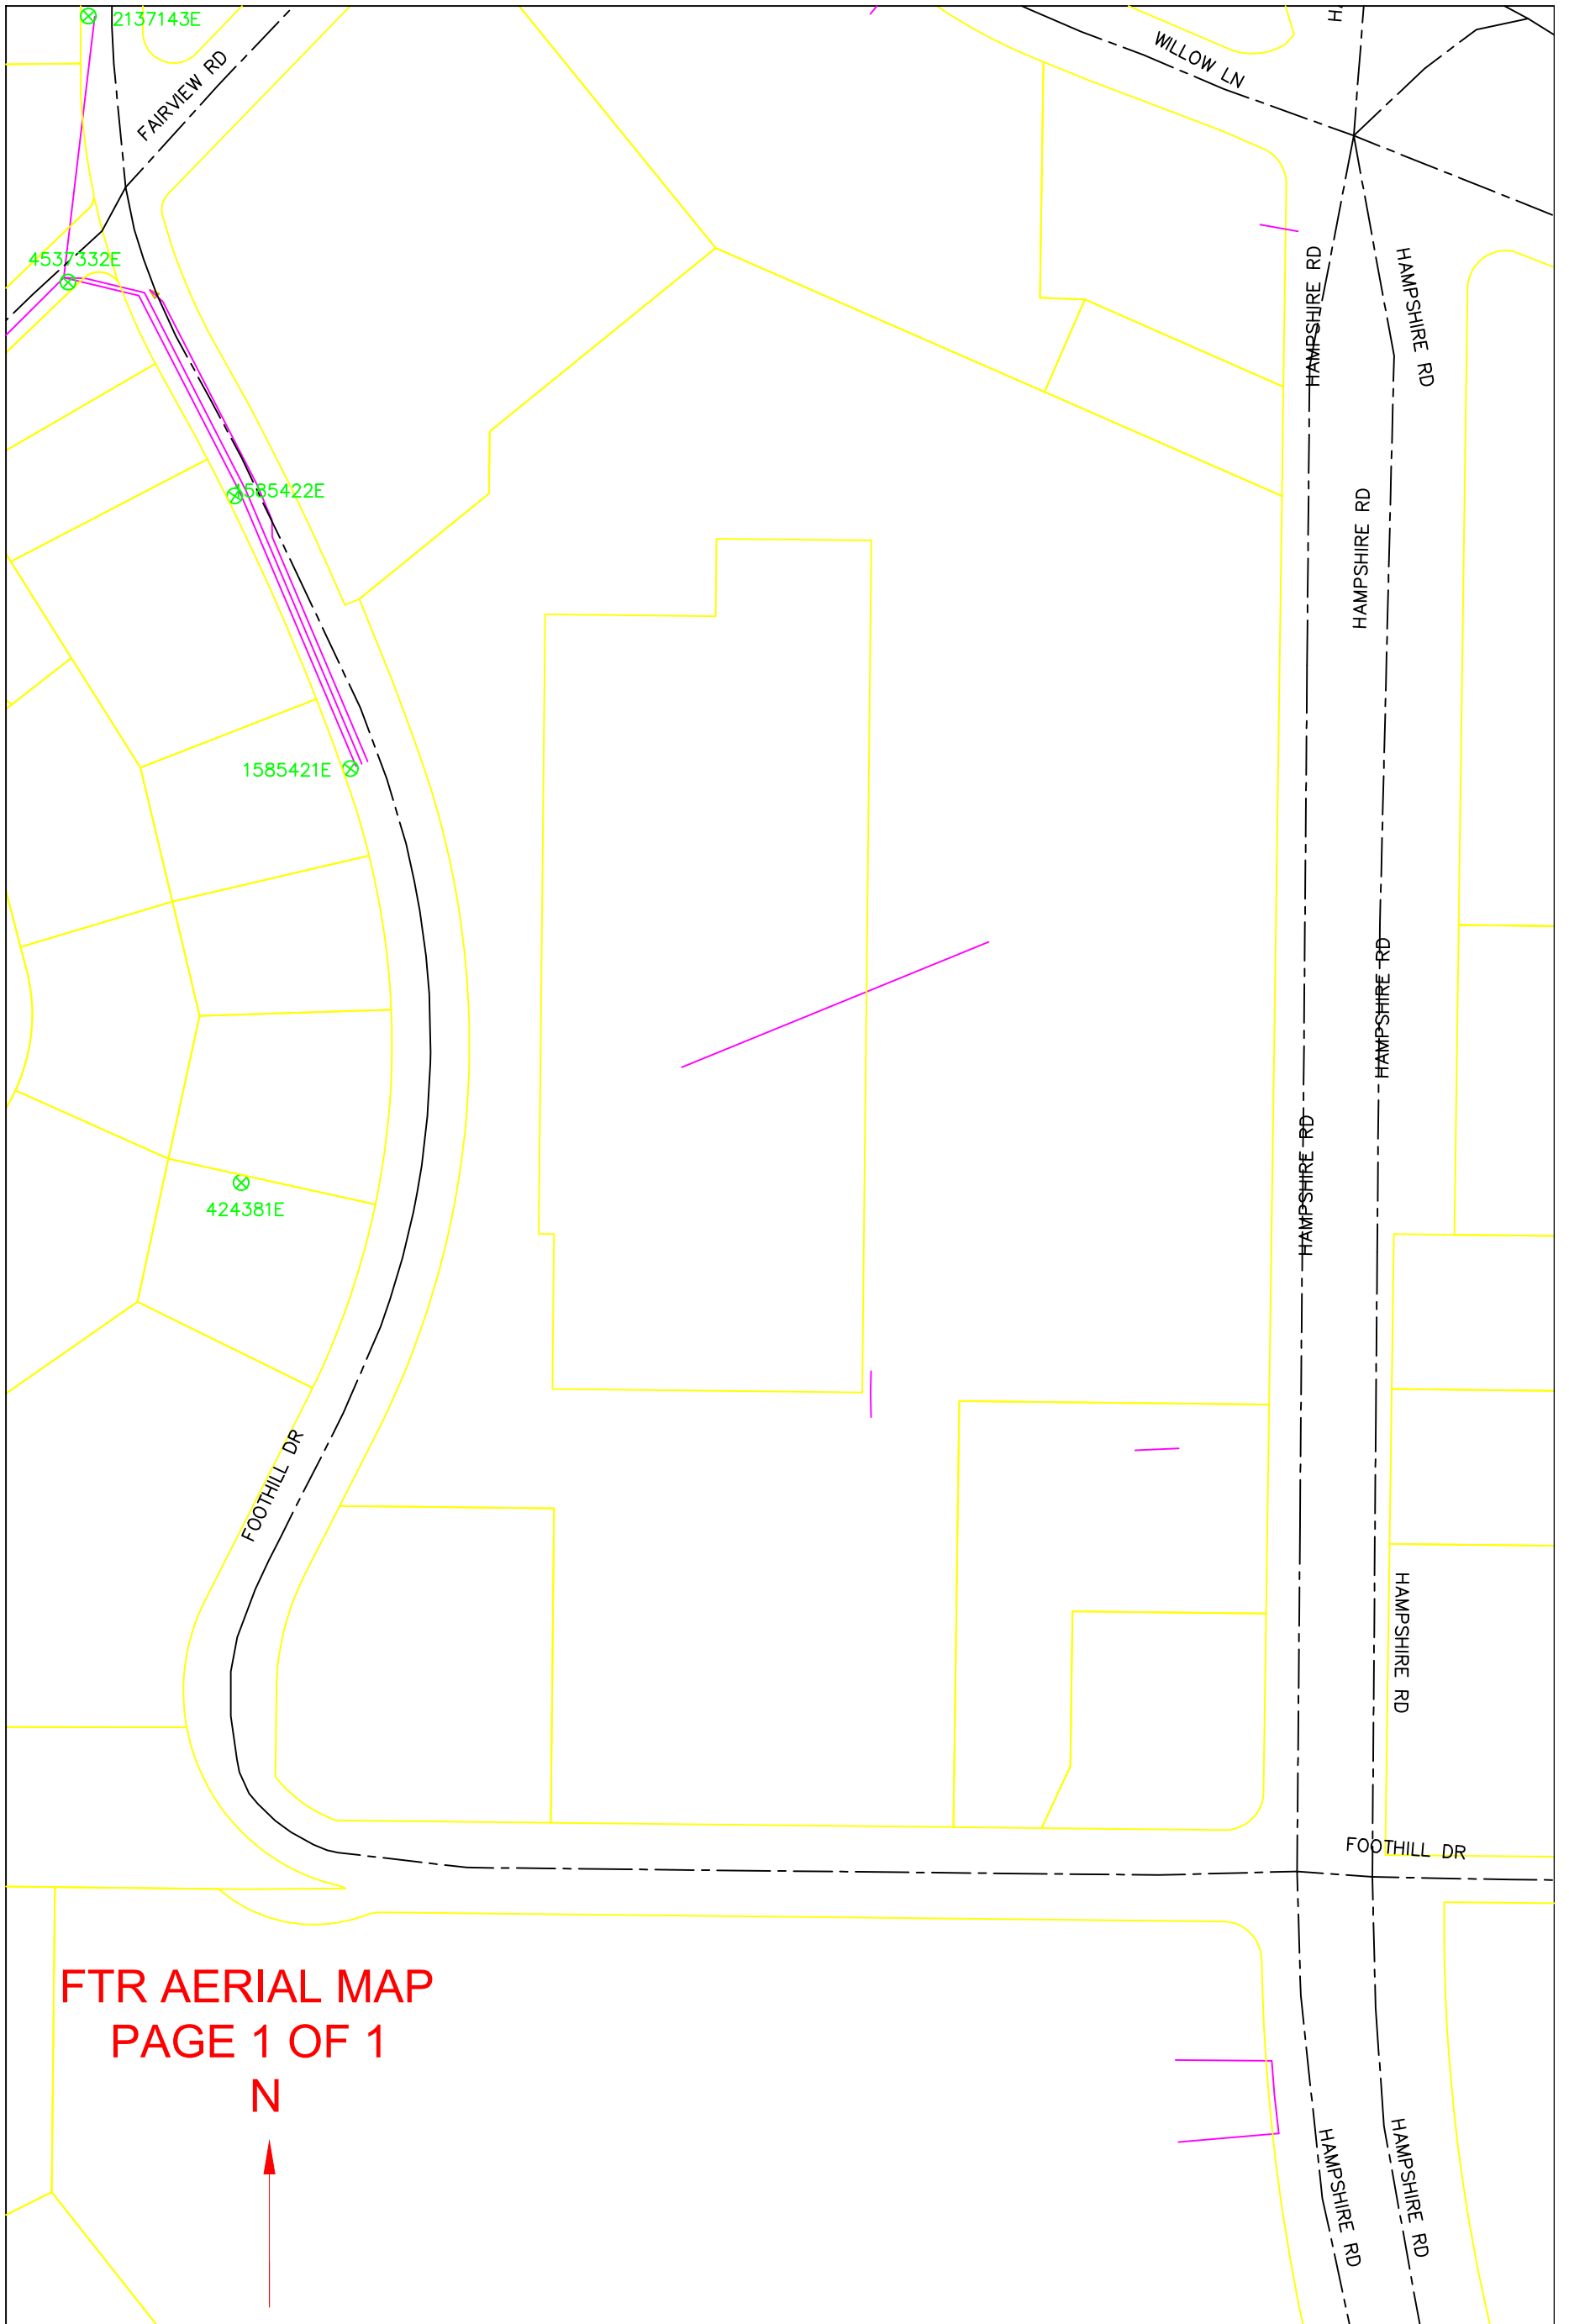 2137143E
FAIRVIEW RD
WILLOW LN
4537332E
HAMPSHIRE RD
HAMPSHIRE RD
585422E
HAMPSHIRE RD
1585421E
HAMPSHIRE RD
HAMPSHIRE RD
424381E
FOOTHILL DR
HAMPSHIRE RD
FOOTHILL DR
FTR AERIAL MAP
PAGE 1 OF 1
N
HAMPSHIRE RD
HAMPSHIRE RD